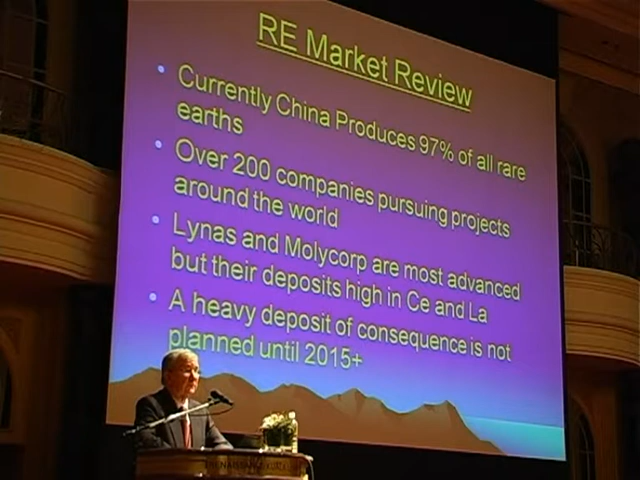 RE Market Review
• Currently China Produces 97% of all rare
earths
• Over 200 companies pursuing projects
around the world
• Lynas and Molycorp are most advanced
but their deposits high in Ce and La
• A heavy deposit of consequence is not
planned until 2015+